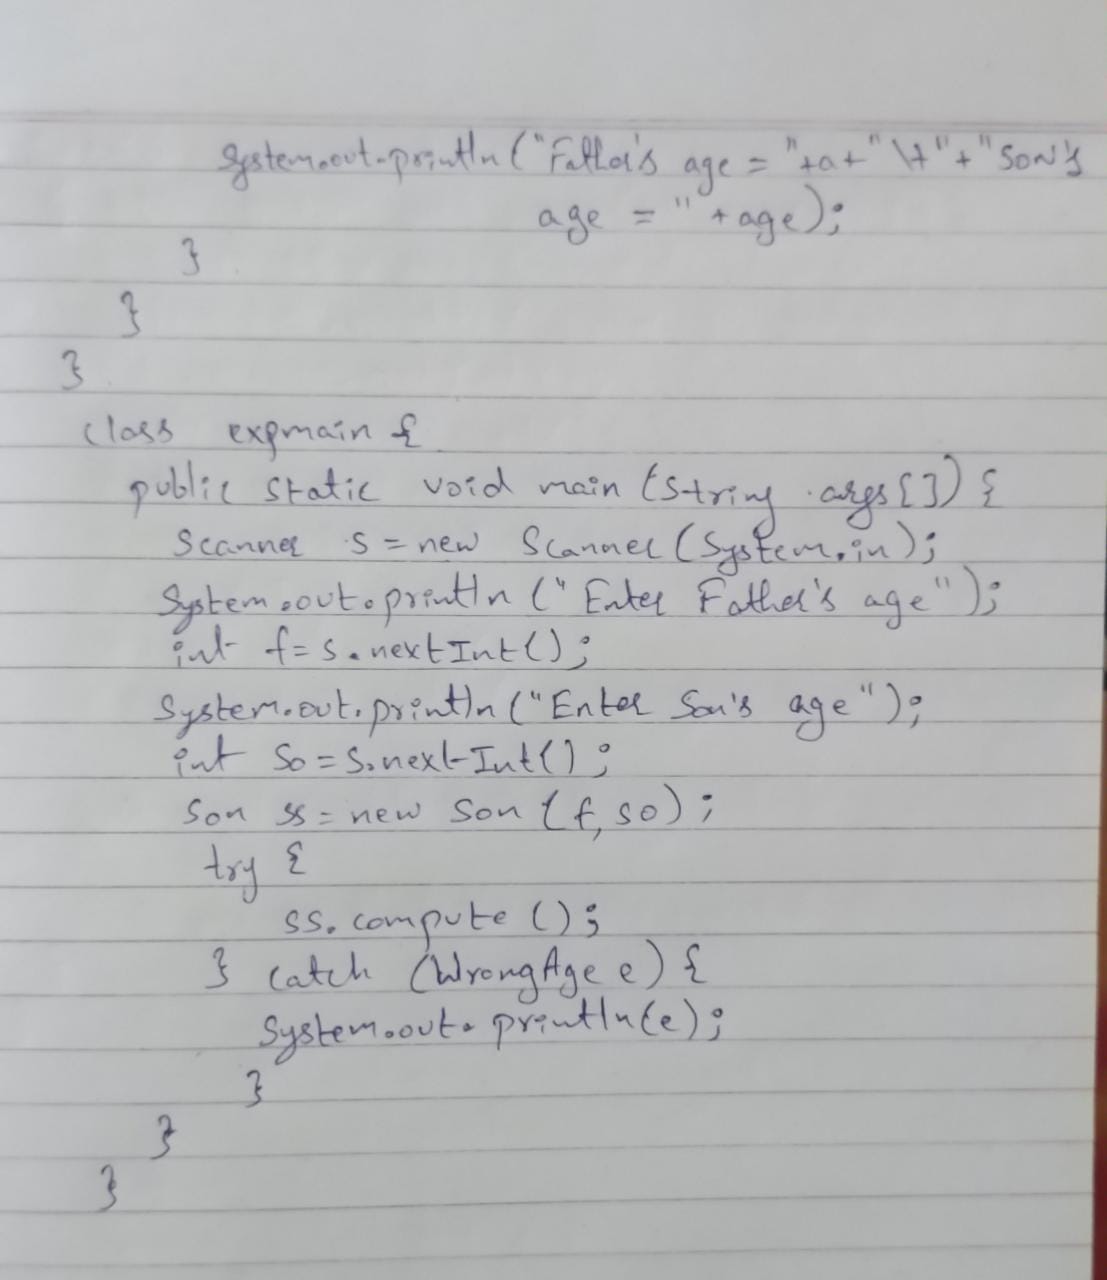 System.out.println("Father's age = "+a+" \t"+"Son's
age = " + age);
}
}
}
class expmain {
public static void main (String args[]) {
Scanner s = new Scanner (System.in);
System.out.println (" Enter Father's age" );
int f = s.nextInt();
System.out.println ("Enter Son's age");
int so = s.nextInt();
Son ss = new Son (f, so);
try {
ss.compute ();
} catch (WrongAge e) {
System.out.println(e);
}
}
}